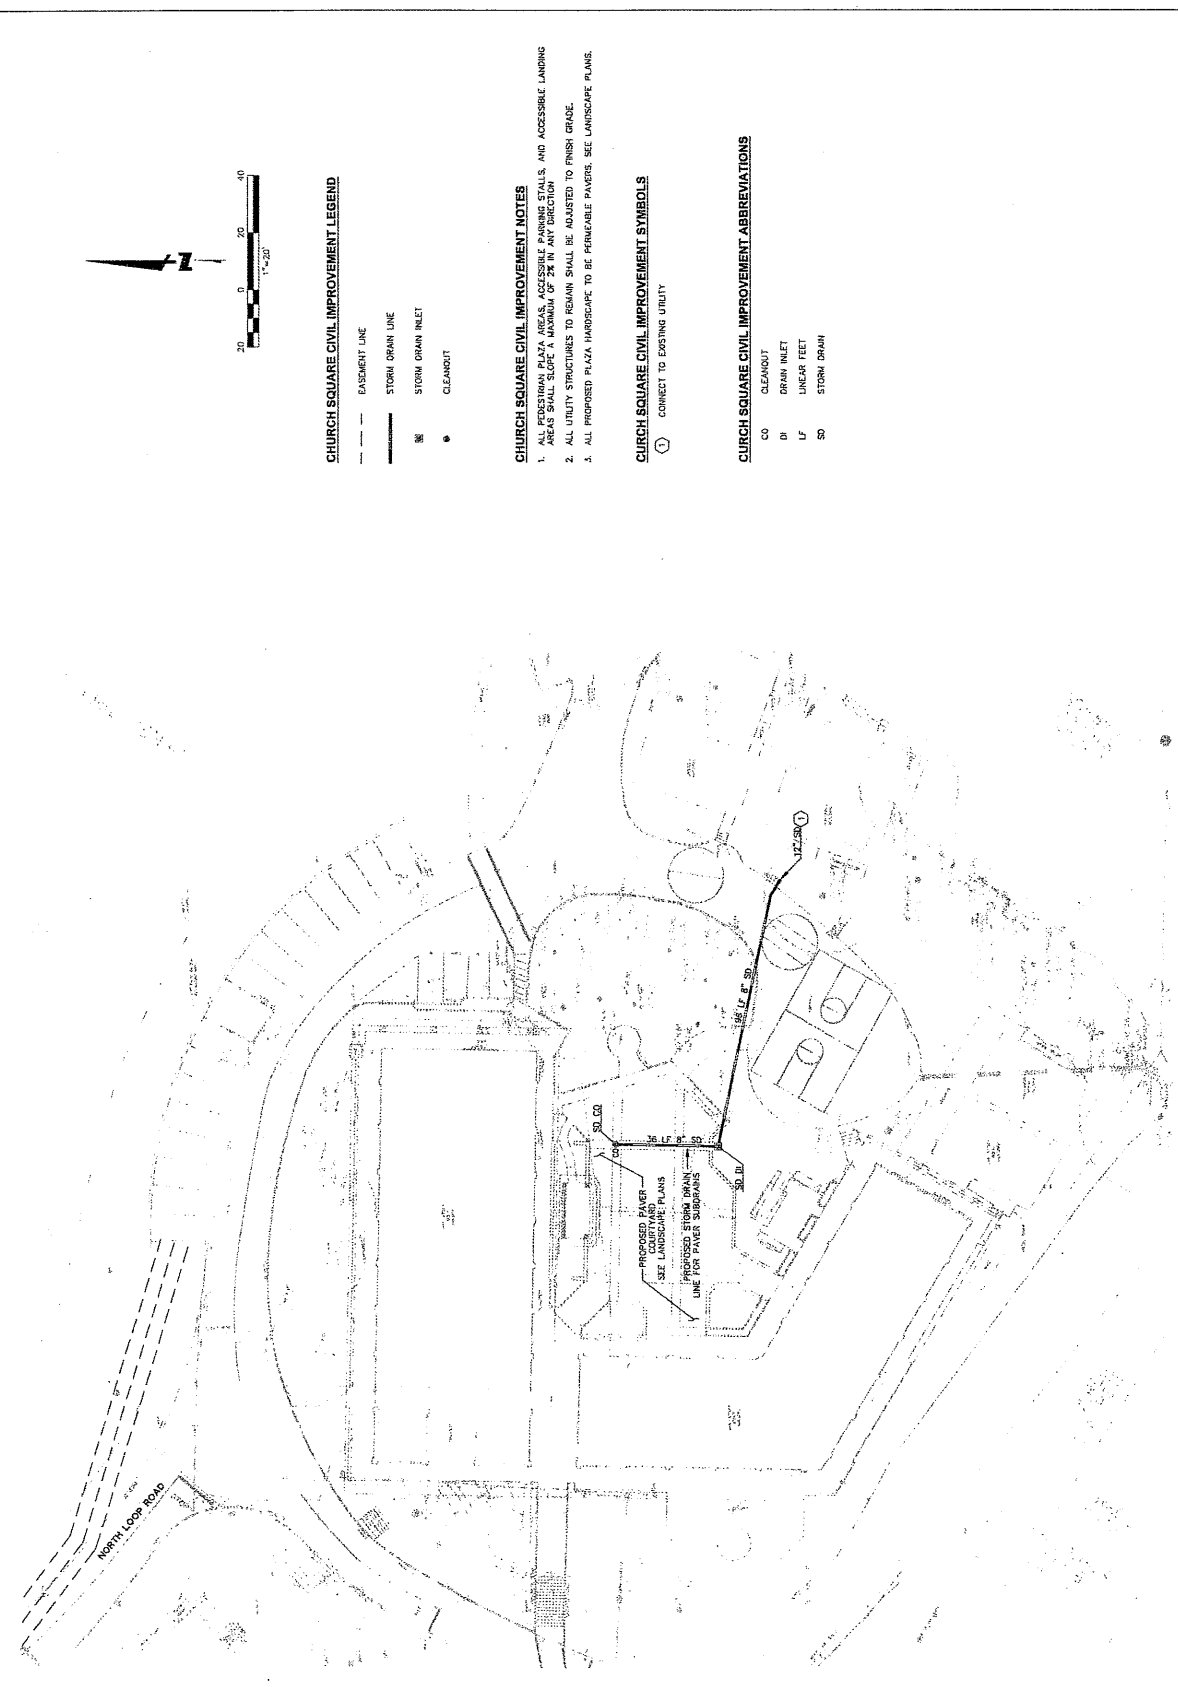 20
0
20
40
1"=20'
CHURCH SQUARE CIVIL IMPROVEMENT LEGEND
EASEMENT LINE
STORM DRAIN LINE
STORM DRAIN INLET
CLEANOUT
CHURCH SQUARE CIVIL IMPROVEMENT NOTES
1. ALL PEDESTRIAN PLAZA AREAS, ACCESSIBLE PARKING STALLS, AND ACCESSIBLE LANDING
AREAS SHALL SLOPE A MAXIMUM OF 2% IN ANY DIRECTION
2. ALL UTILITY STRUCTURES TO REMAIN SHALL BE ADJUSTED TO FINISH GRADE.
3. ALL PROPOSED PLAZA HARDSCAPE TO BE PERMEABLE PAVERS. SEE LANDSCAPE PLANS.
CURCH SQUARE CIVIL IMPROVEMENT SYMBOLS
1 CONNECT TO EXISTING UTILITY
CURCH SQUARE CIVIL IMPROVEMENT ABBREVIATIONS
CO CLEANOUT
DI DRAIN INLET
LF LINEAR FEET
SD STORM DRAIN
NORTH LOOP ROAD
SD CO
CO
36 LF 8" SD
PROPOSED PAVER
COURTYARD
SEE LANDSCAPE PLANS
PROPOSED STORM DRAIN
LINE FOR PAVER SUBDRAINS
SD DI
98 LF 8" SD
12" SD 1